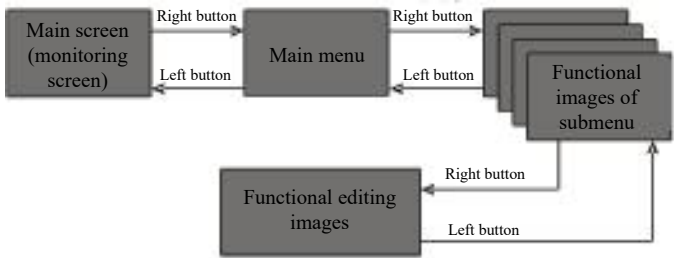 Right button
Right button
Main screen
(monitoring
screen)
Main menu
Left button
Left button
Functional
images of
submenu
Right button
Functional editing
images
Left button